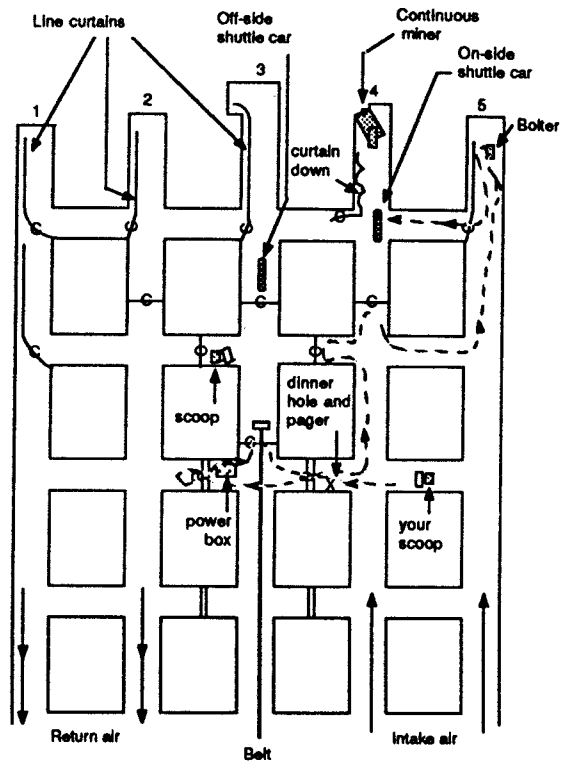 Line curtains
Off-side
shuttle car
Continuous
miner
On-side
shuttle car
1
2
3
4
5
Bolter
curtain
down
C
C
C
C
C
C
C
C
C
C
scoop
dinner
hole and
pager
C
power
box
X
your
scoop
Return air
Belt
Intake air